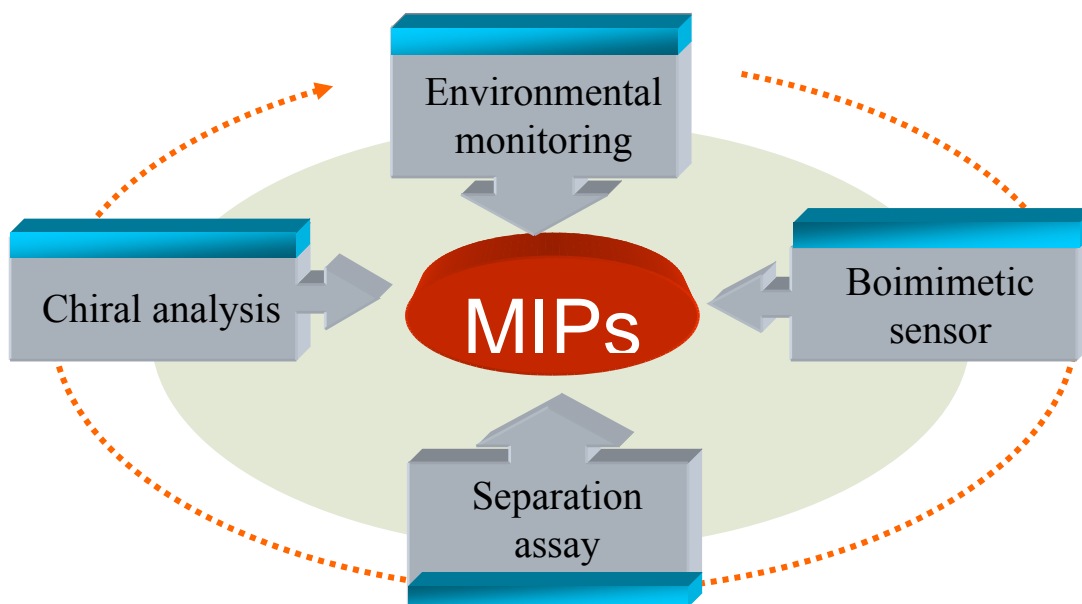 Environmental
monitoring
Chiral analysis
MIPs
Boimimetic
sensor
Separation
assay